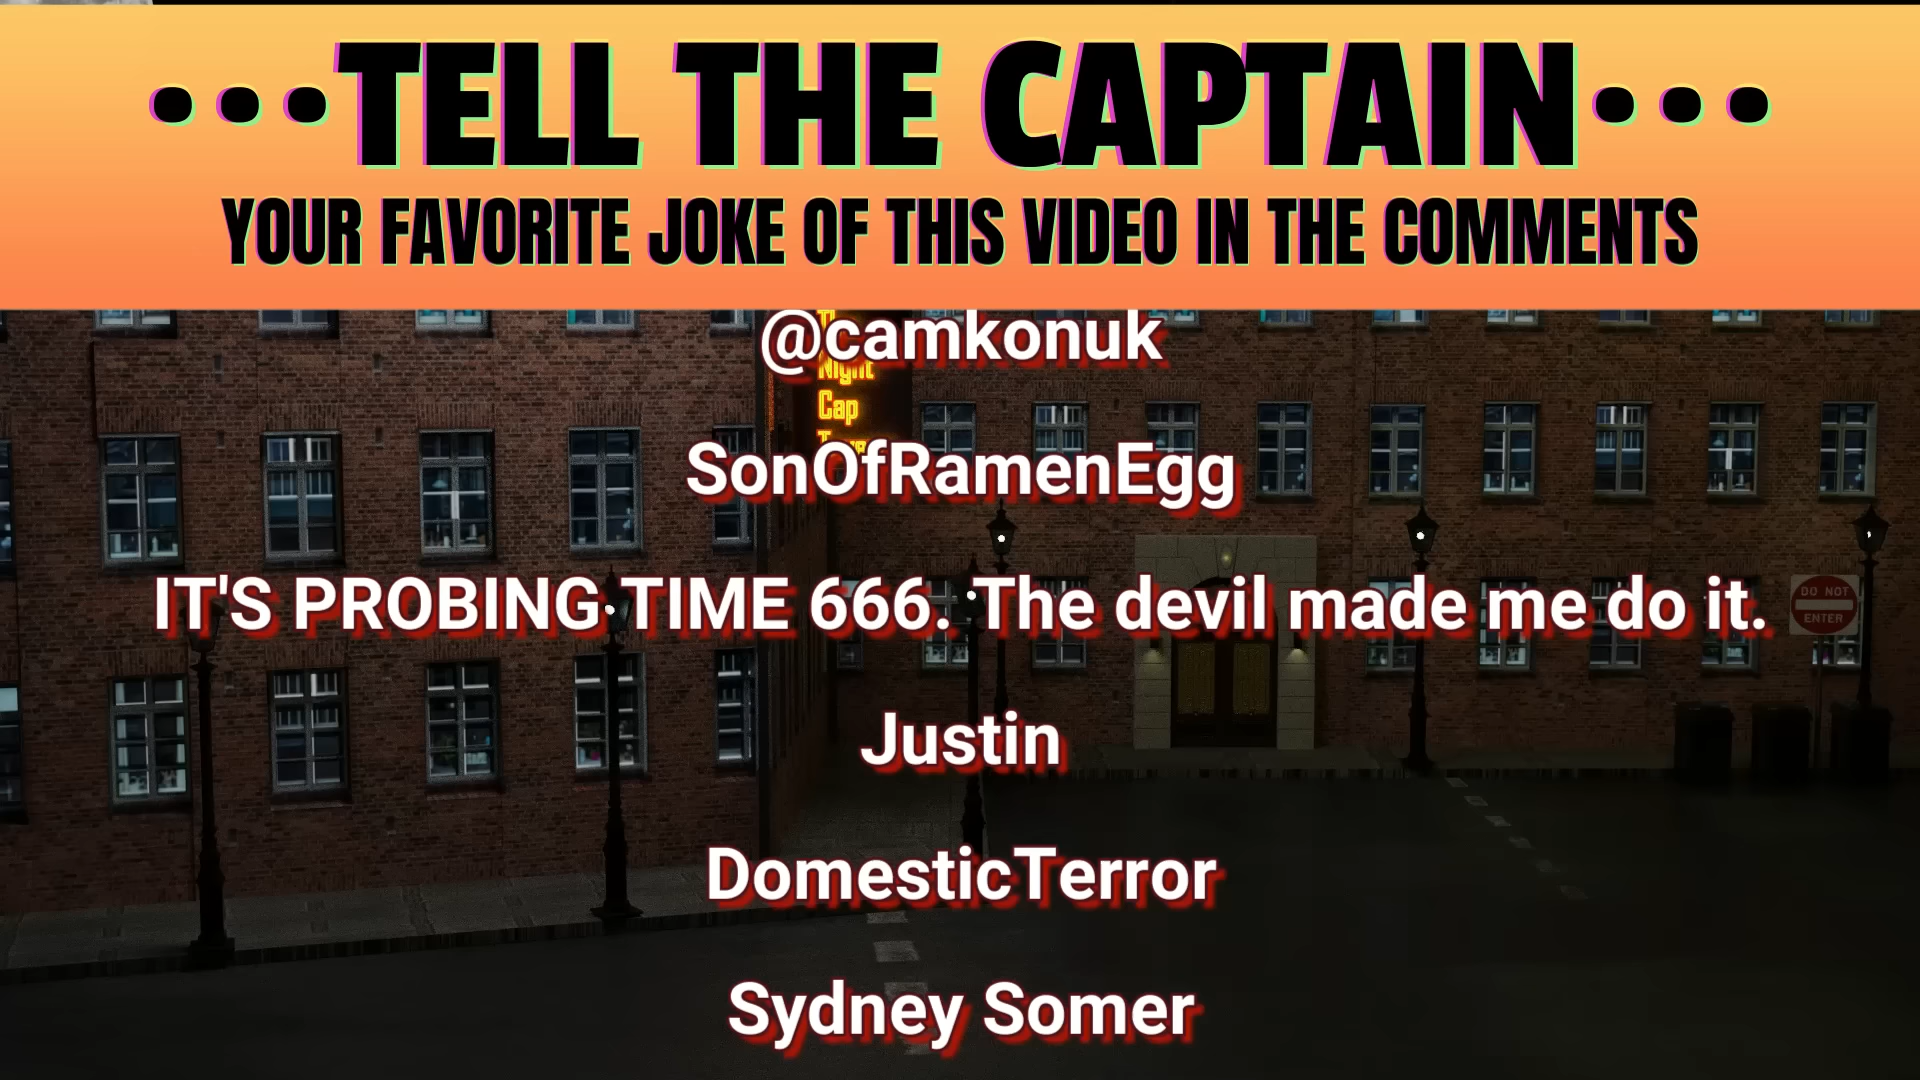 •••TELL THE CAPTAIN•••
YOUR FAVORITE JOKE OF THIS VIDEO IN THE COMMENTS
@camkonuk
Night
Cap
SonOfRamenEgg
IT'S PROBING TIME 666. The devil made me do it.
DO NOT
ENTER
Justin
DomesticTerror
Sydney Somer